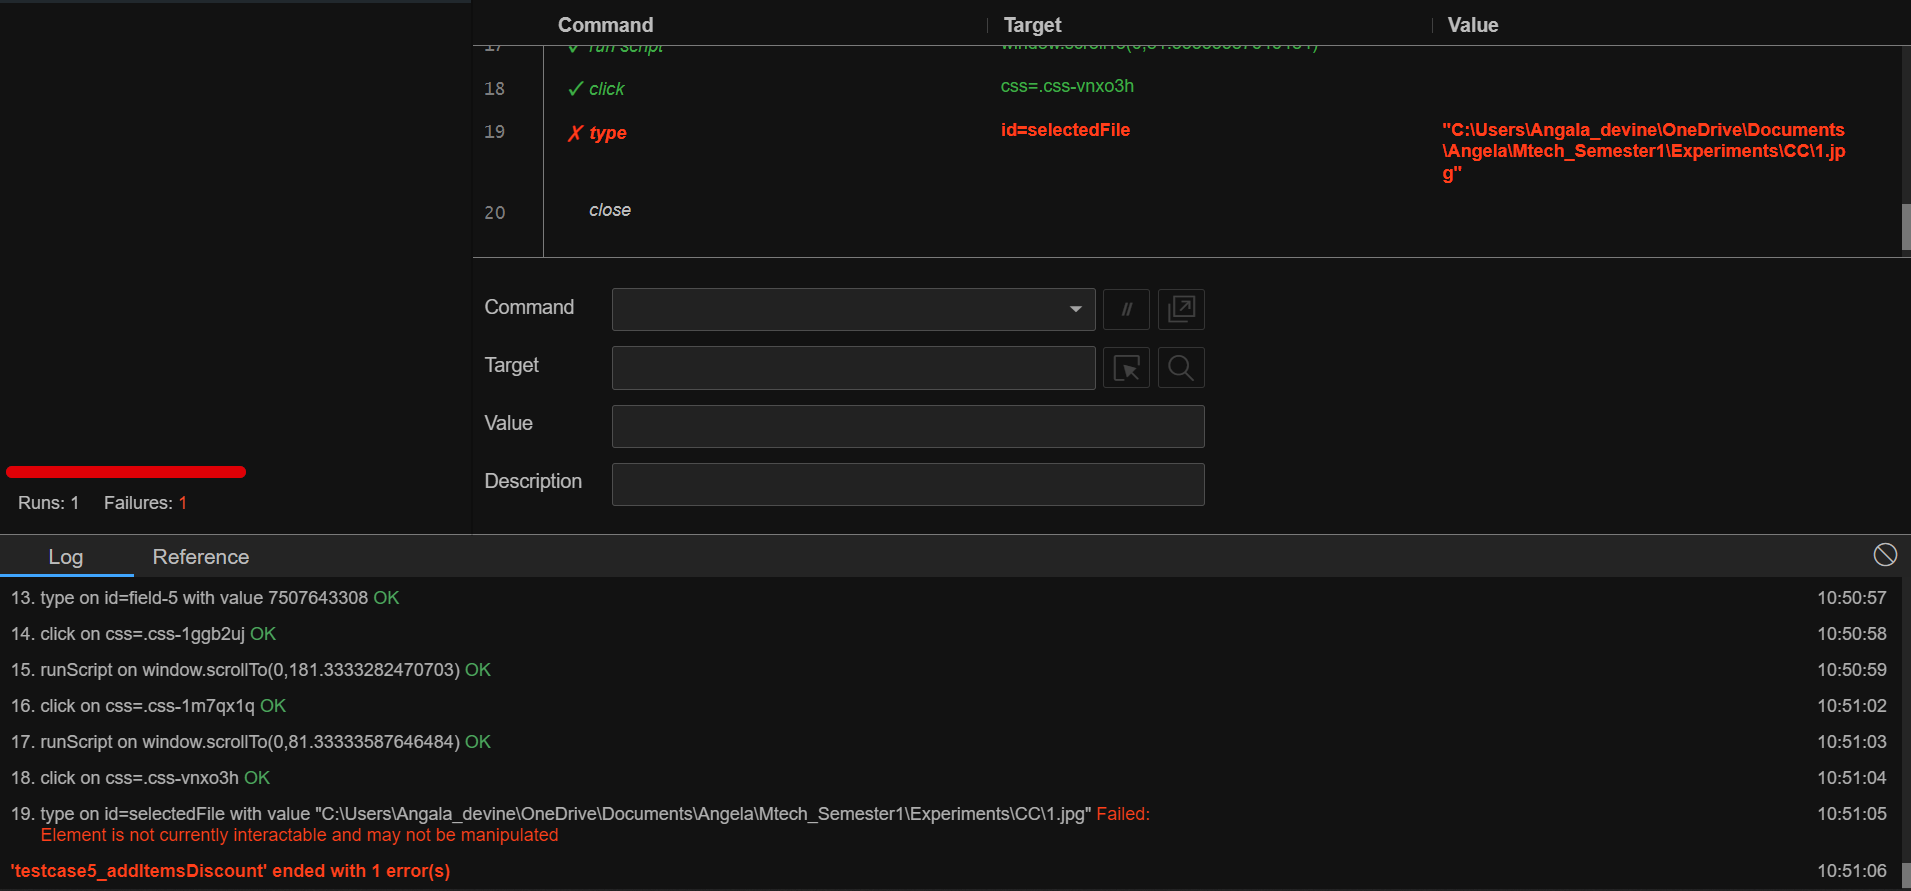 Command Target Value
17 ✓ run script window.scrollTo(0,81.33333587646484)
18 ✓ click css=.css-vnxo3h
19 ✗ type id=selectedFile "C:\Users\Angala_devine\OneDrive\Documents
\Angela\Mtech_Semester1\Experiments\CC\1.jp
g"
20 close
Command
//
Target
Value
Description
Runs: 1 Failures: 1
Log Reference
13. type on id=field-5 with value 7507643308 OK 10:50:57
14. click on css=.css-1ggb2uj OK 10:50:58
15. runScript on window.scrollTo(0,181.3333282470703) OK 10:50:59
16. click on css=.css-1m7qx1q OK 10:51:02
17. runScript on window.scrollTo(0,81.33333587646484) OK 10:51:03
18. click on css=.css-vnxo3h OK 10:51:04
19. type on id=selectedFile with value "C:\Users\Angala_devine\OneDrive\Documents\Angela\Mtech_Semester1\Experiments\CC\1.jpg" Failed: 10:51:05
Element is not currently interactable and may not be manipulated
'testcase5_addItemsDiscount' ended with 1 error(s) 10:51:06